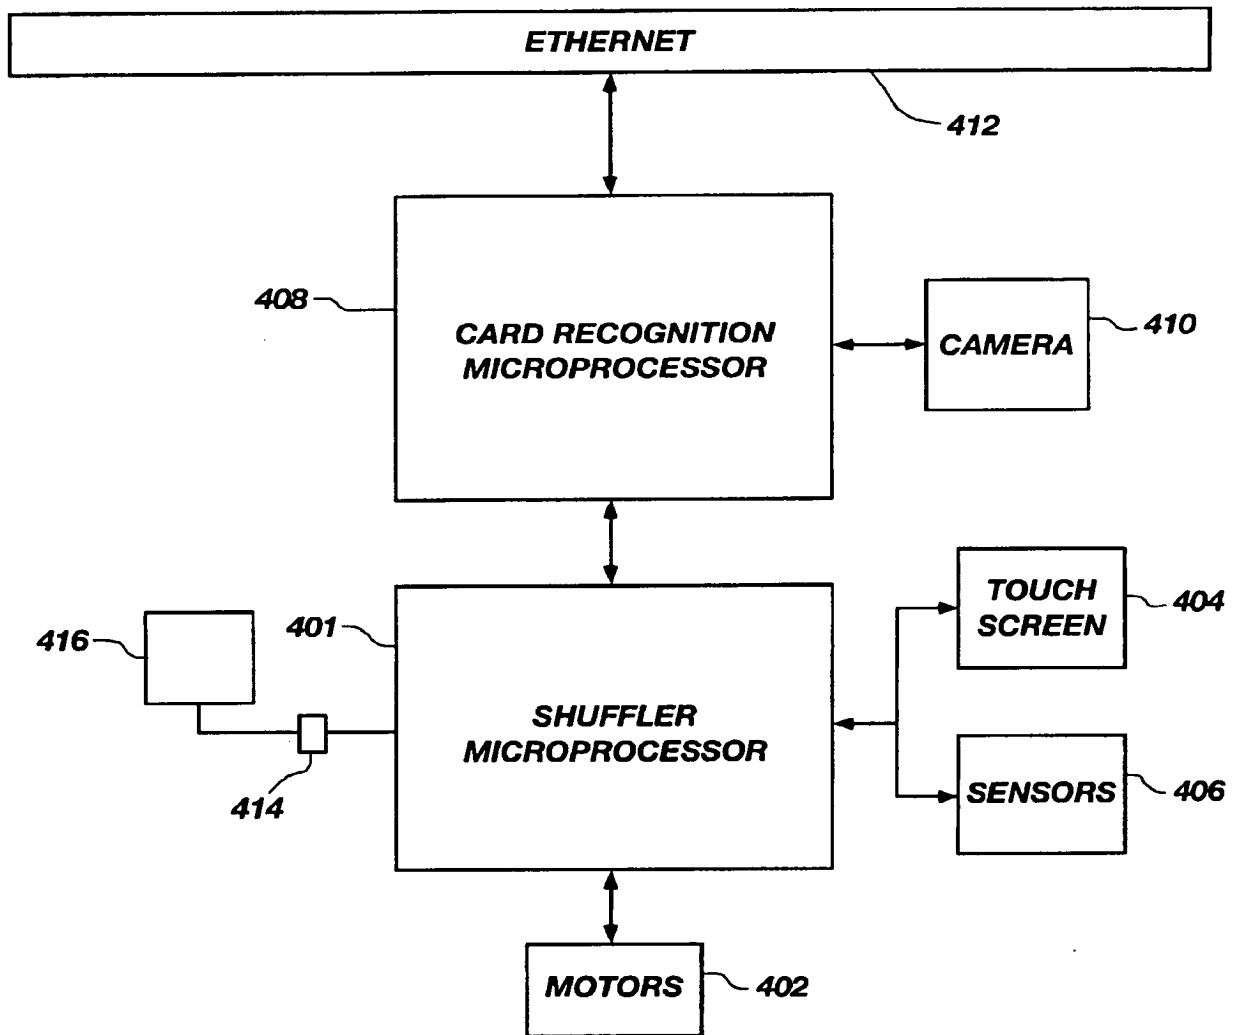 ETHERNET
412
408
CARD RECOGNITION
MICROPROCESSOR
CAMERA
410
416
401
SHUFFLER
MICROPROCESSOR
TOUCH
SCREEN
404
414
SENSORS
406
MOTORS
402